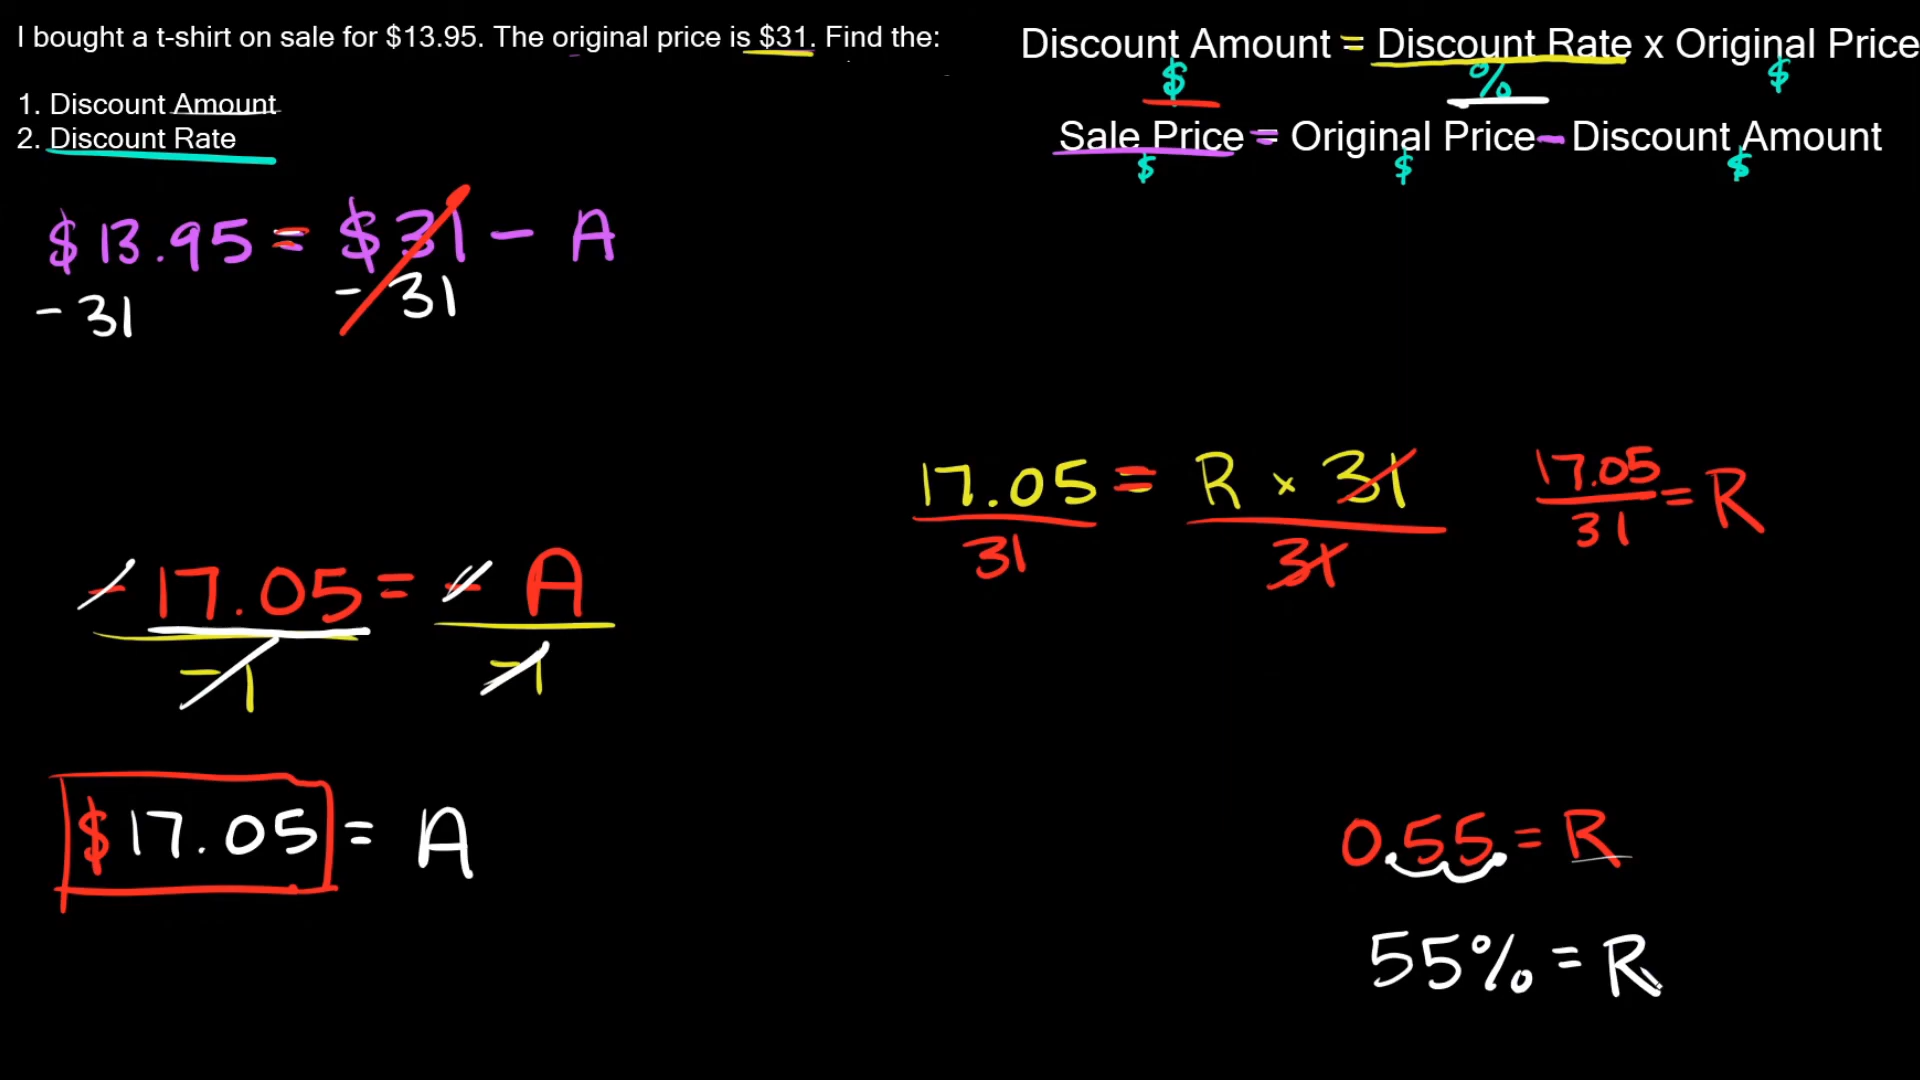 I bought a t-shirt on sale for $13.95. The original price is $31. Find the:
1. Discount Amount
2. Discount Rate
Discount Amount = Discount Rate x Original Price
$ % $
Sale Price = Original Price - Discount Amount
$ $ $
$13.95 = $31 - A
- 31 - 31
17.05 = R x 31
31 31
17.05
31 = R
- 17.05 = - A
-1 -1
$17.05 = A
0.55 = R
55% = R